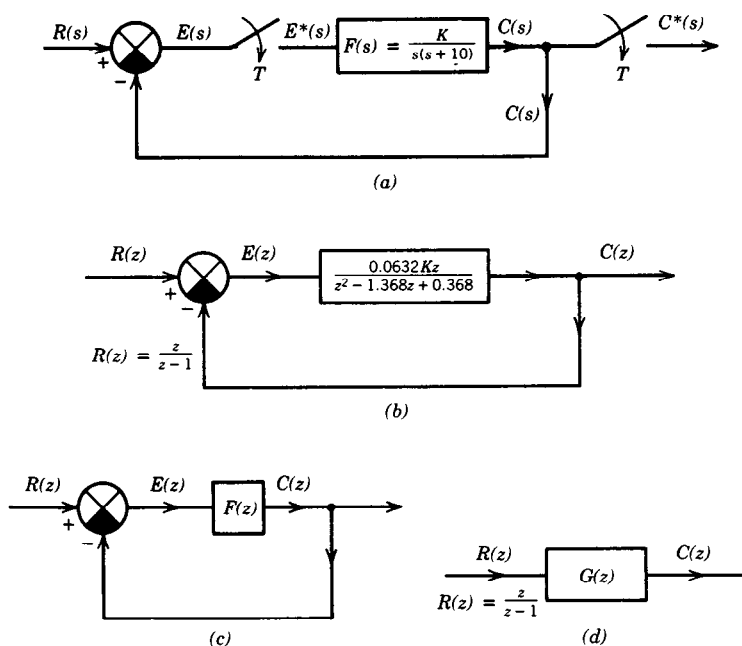 R(s) E(s) E*(s) F(s) = K / s(s + 10) C(s) C*(s)
+
−
T
T
C(s)
(a)
R(z) E(z) 0.0632Kz / z² − 1.368z + 0.368 C(z)
+
−
R(z) = z / z − 1
(b)
R(z) E(z) F(z) C(z)
+
−
(c)
R(z) G(z) C(z)
R(z) = z / z − 1
(d)